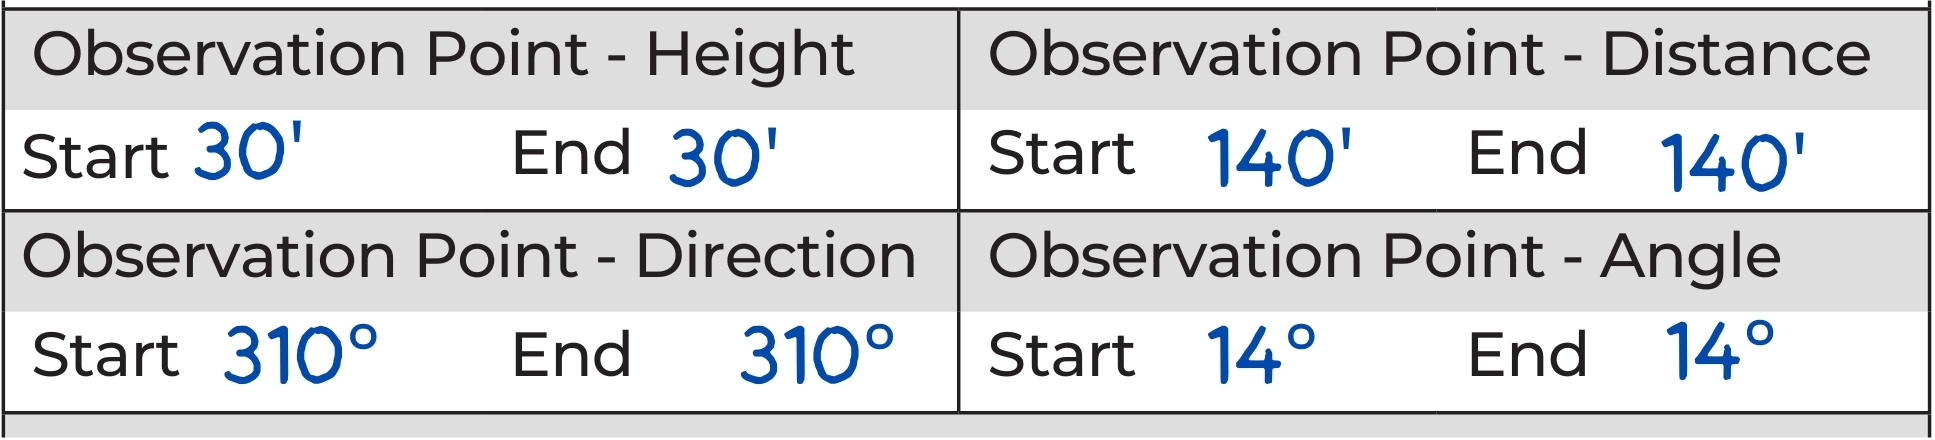 Observation Point - Height
Observation Point - Distance
Start 30' End 30'
Start 140' End 140'
Observation Point - Direction
Observation Point - Angle
Start 310° End 310°
Start 14° End 14°